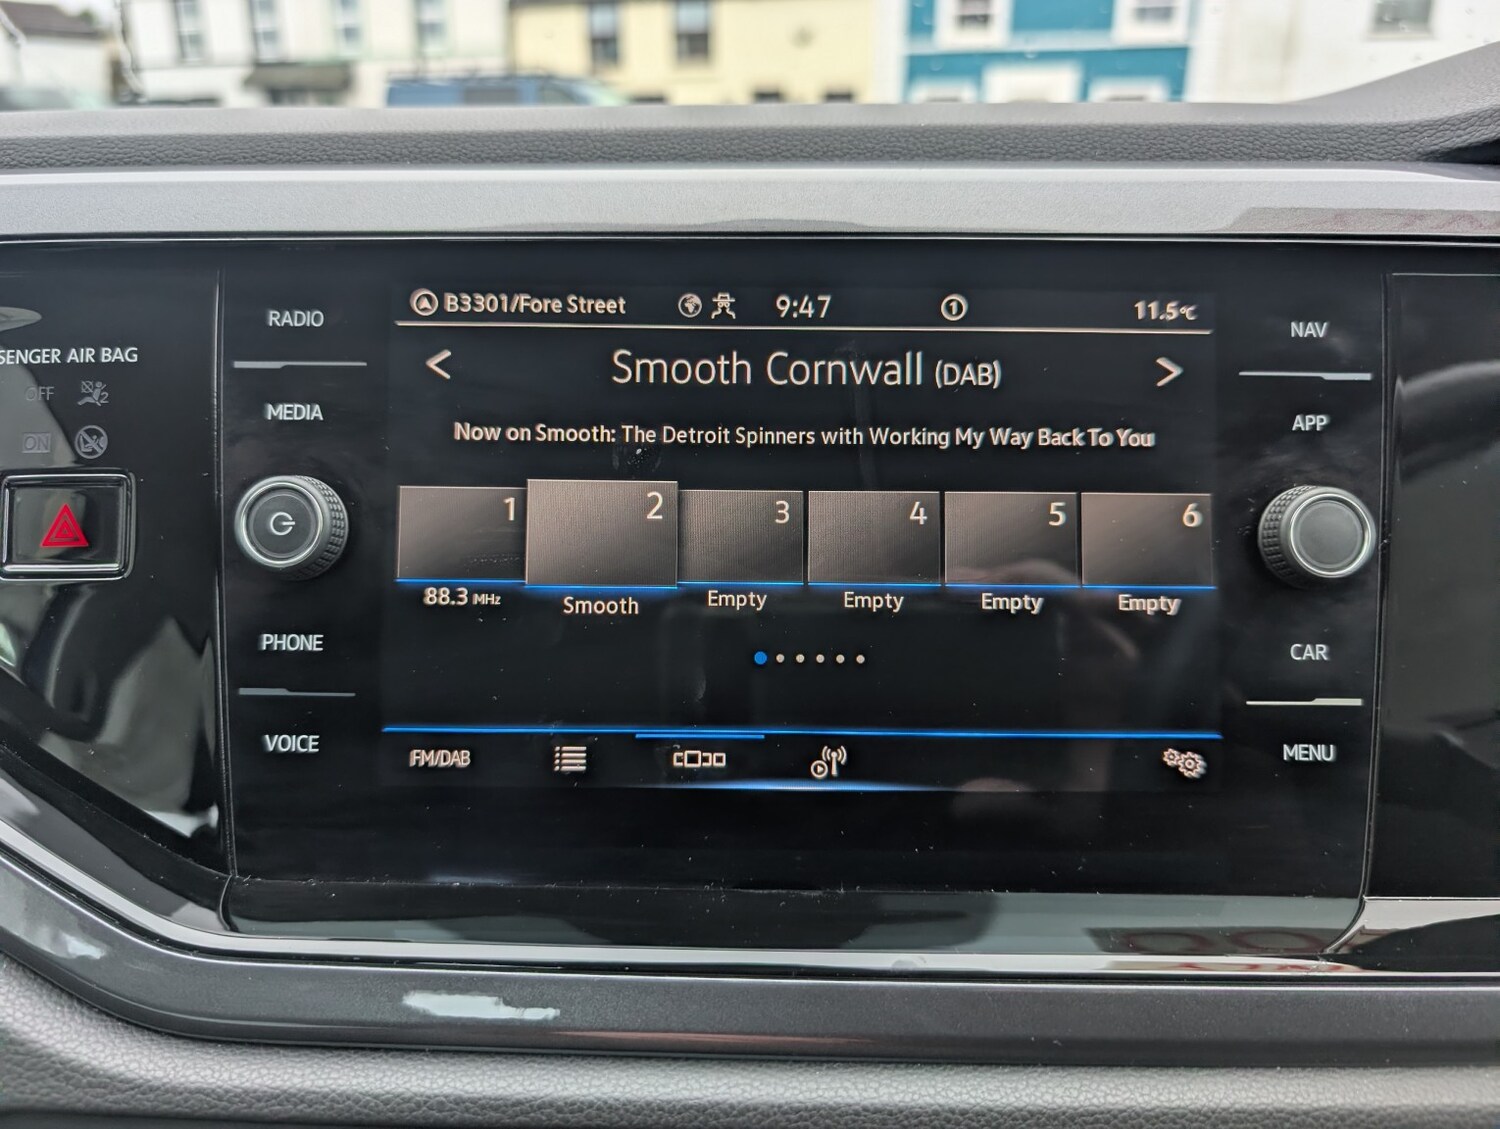 B3301/Fore Street 9:47 1 11.5°C
RADIO
NAV
SENGER AIR BAG
< Smooth Cornwall (DAB) >
OFF 2
MEDIA
APP
Now on Smooth: The Detroit Spinners with Working My Way Back To You
ON
1 2 3 4 5 6
88.3 MHz Smooth Empty Empty Empty Empty
PHONE
CAR
VOICE
FM/DAB
MENU